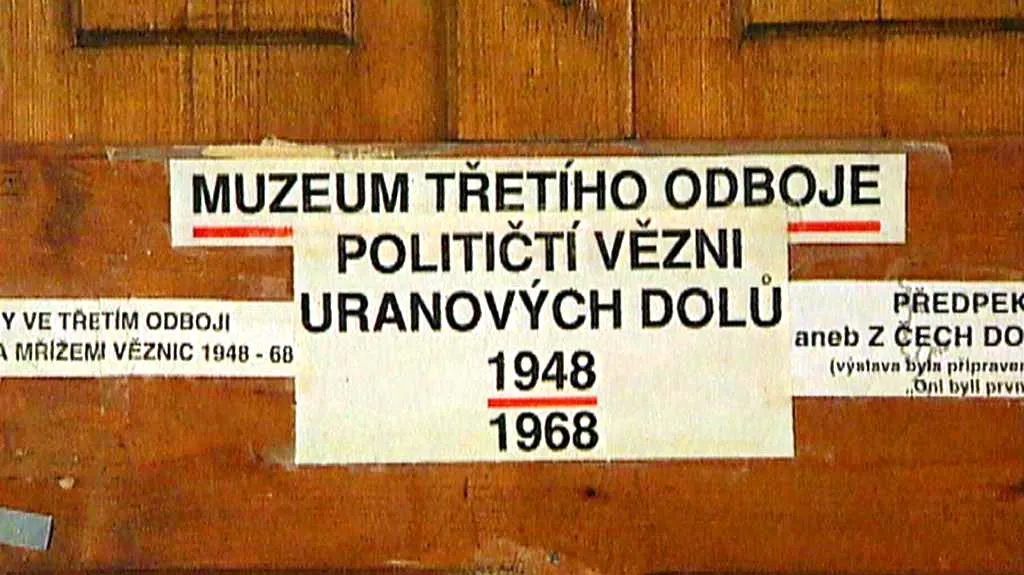 MUZEUM TŘETÍHO ODBOJE
POLITIČTÍ VĚZNI
URANOVÝCH DOLŮ
1948
1968
Y VE TŘETÍM ODBOJI
A MŘÍŽEMI VĚZNIC 1948 - 68
PŘEDPEK
aneb Z ČECH DO
(výstava byla připraven
„Oni byli prvn